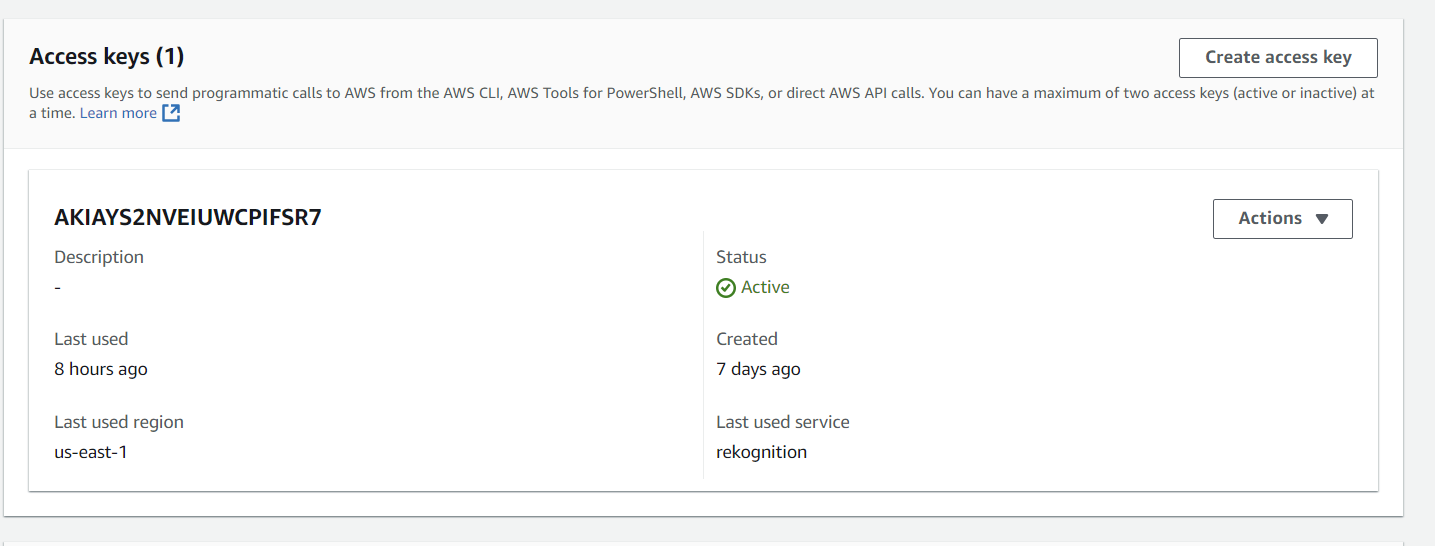 Access keys (1)
Create access key
Use access keys to send programmatic calls to AWS from the AWS CLI, AWS Tools for PowerShell, AWS SDKs, or direct AWS API calls. You can have a maximum of two access keys (active or inactive) at
a time. Learn more
AKIAYS2NVEIUWCPIFSR7
Actions
Description
-
Status
Active
Last used
8 hours ago
Created
7 days ago
Last used region
us-east-1
Last used service
rekognition